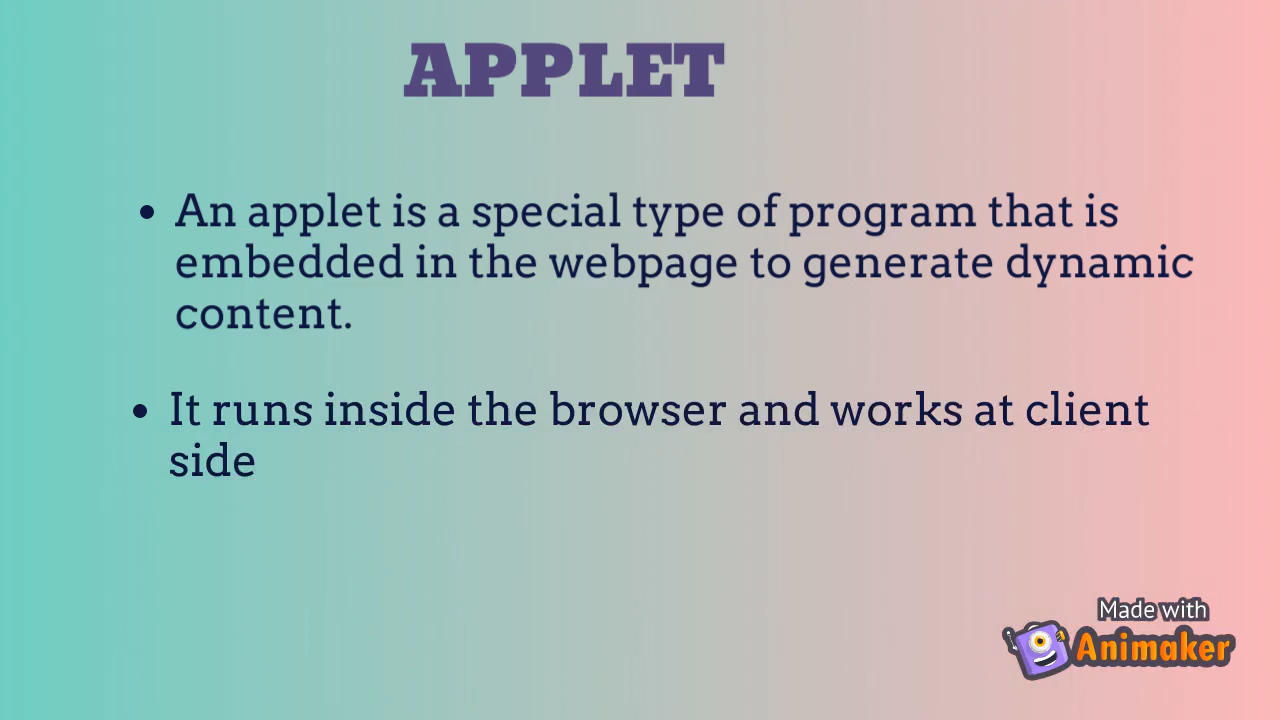 APPLET
• An applet is a special type of program that is
embedded in the webpage to generate dynamic
content.
• It runs inside the browser and works at client
side
Made with
Animaker